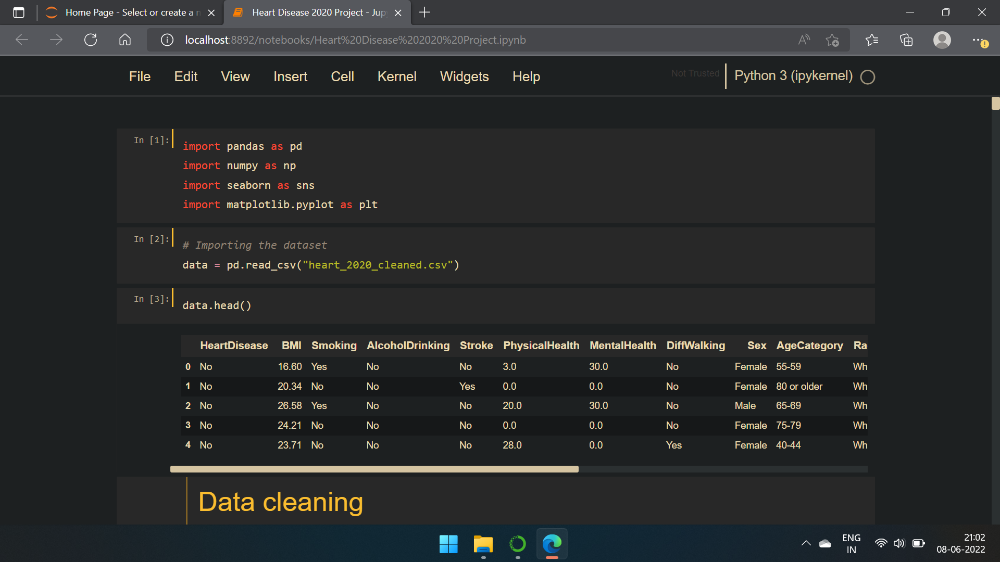 Home Page - Select or create a n
Heart Disease 2020 Project - Jup
localhost:8892/notebooks/Heart%20Disease%202020%20Project.ipynb
File Edit View Insert Cell Kernel Widgets Help
Not Trusted
Python 3 (ipykernel)
In [1]:
import pandas as pd
import numpy as np
import seaborn as sns
import matplotlib.pyplot as plt
In [2]:
# Importing the dataset
data = pd.read_csv("heart_2020_cleaned.csv")
In [3]:
data.head()
HeartDisease BMI Smoking AlcoholDrinking Stroke PhysicalHealth MentalHealth DiffWalking Sex AgeCategory Ra
0 No 16.60 Yes No No 3.0 30.0 No Female 55-59 Wh
1 No 20.34 No No Yes 0.0 0.0 No Female 80 or older Wh
2 No 26.58 Yes No No 20.0 30.0 No Male 65-69 Wh
3 No 24.21 No No No 0.0 0.0 No Female 75-79 Wh
4 No 23.71 No No No 28.0 0.0 Yes Female 40-44 Wh
Data cleaning
ENG
IN
21:02
08-06-2022